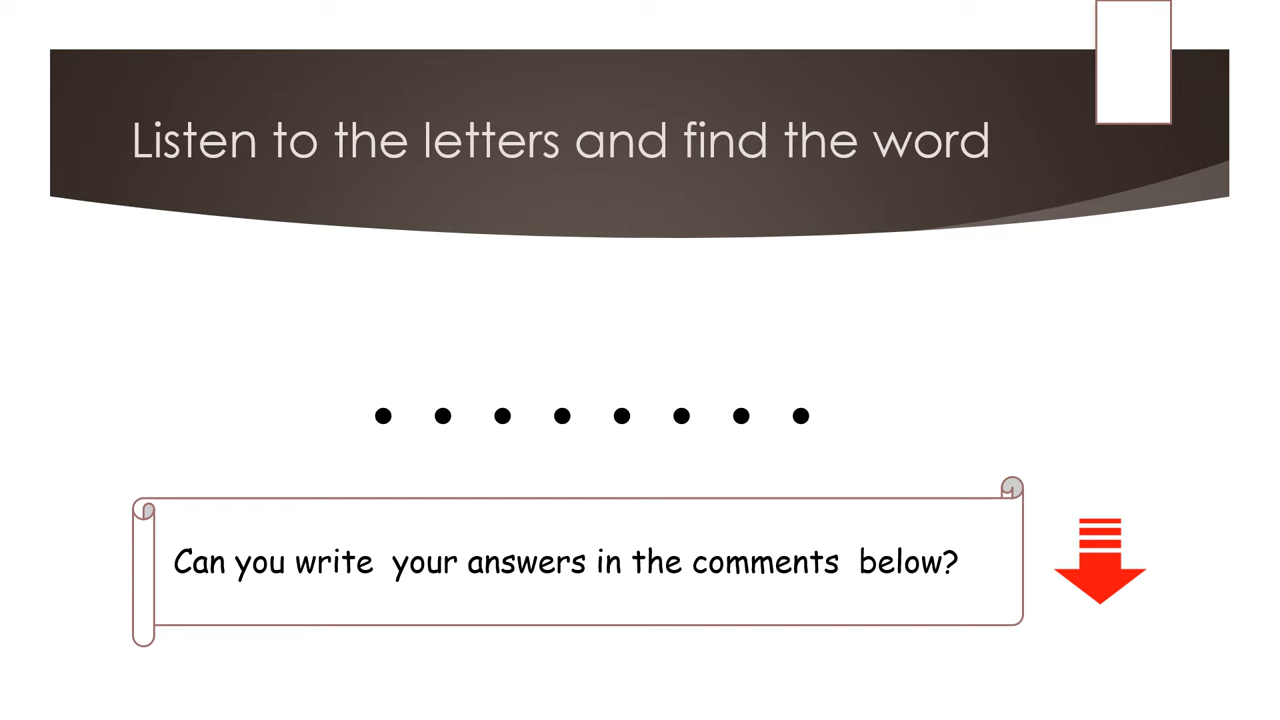 Listen to the letters and find the word
• • • • • • • •
Can you write your answers in the comments below?